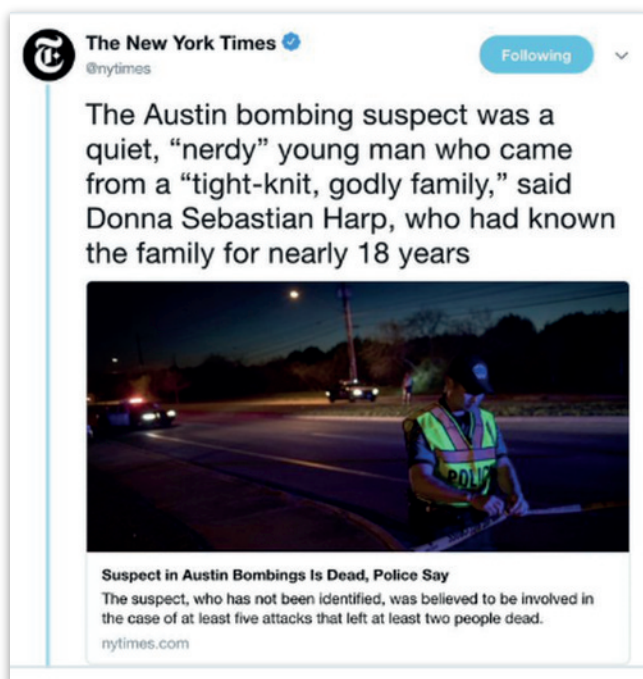 The New York Times
@nytimes
Following
The Austin bombing suspect was a
quiet, “nerdy” young man who came
from a “tight-knit, godly family,” said
Donna Sebastian Harp, who had known
the family for nearly 18 years
POLICE
Suspect in Austin Bombings Is Dead, Police Say
The suspect, who has not been identified, was believed to be involved in
the case of at least five attacks that left at least two people dead.
nytimes.com